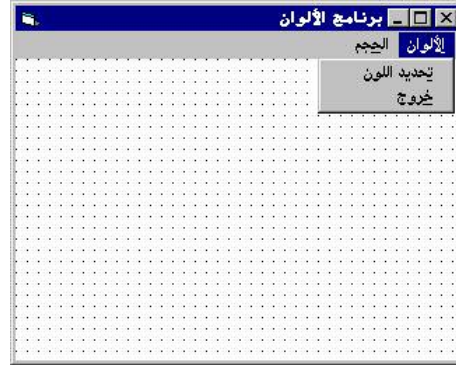 برنامج الألوان
الألوان الحجم
تحديد اللون
خروج